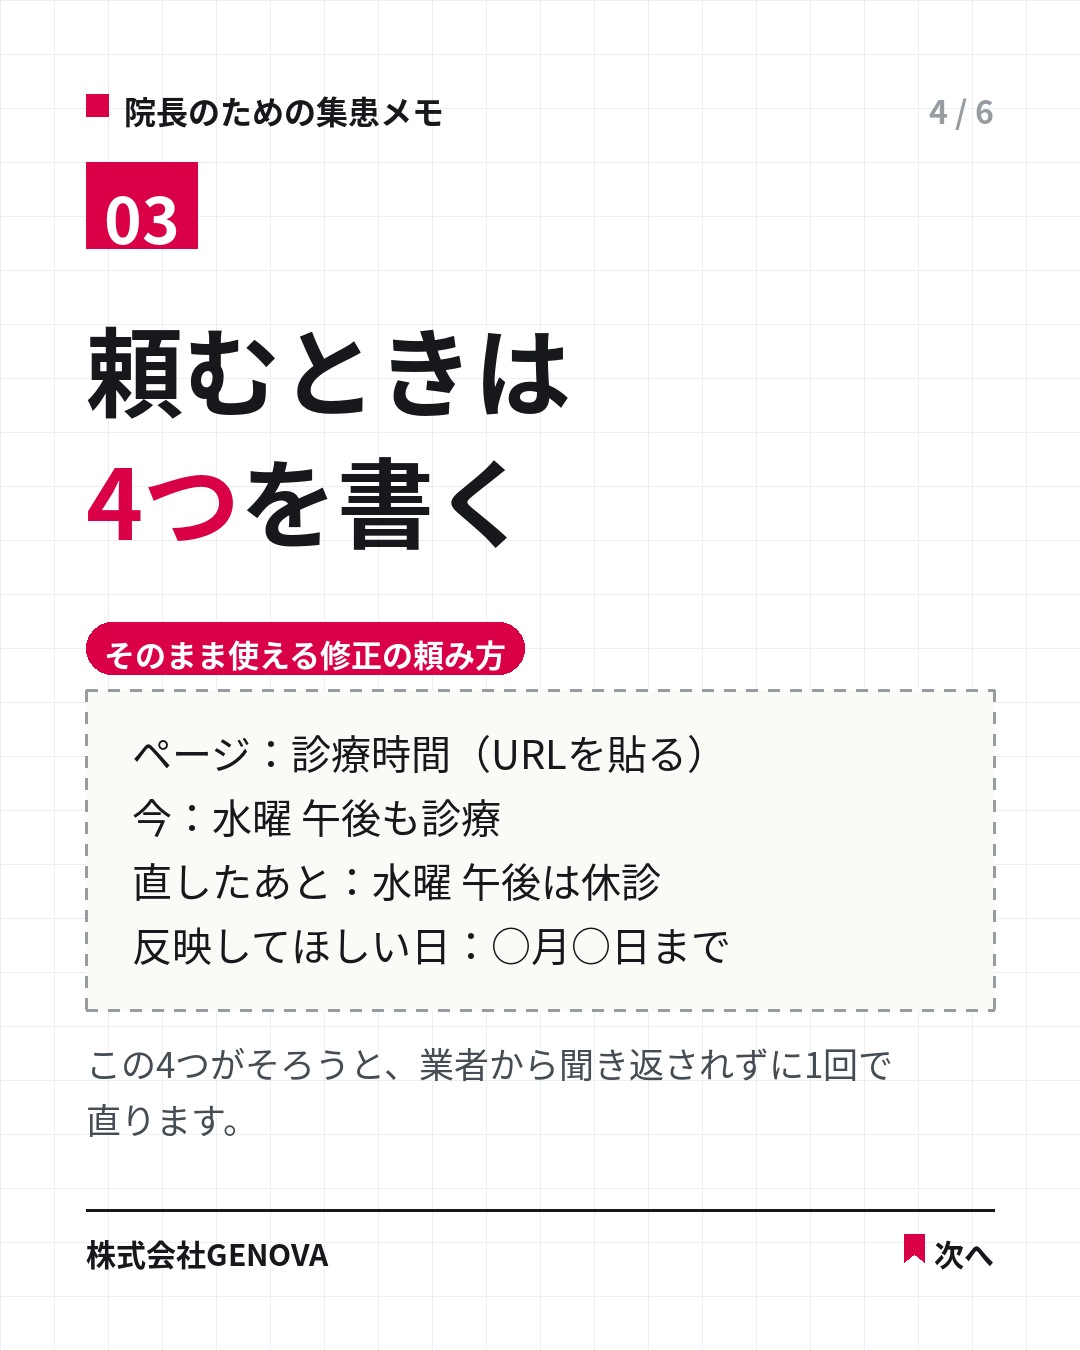 院長のための集患メモ
4 / 6
03
頼むときは
4つを書く
そのまま使える修正の頼み方
ページ：診療時間（URLを貼る）
今：水曜 午後も診療
直したあと：水曜 午後は休診
反映してほしい日：◯月◯日まで
この4つがそろうと、業者から聞き返されずに1回で
直ります。
株式会社GENOVA
次へ